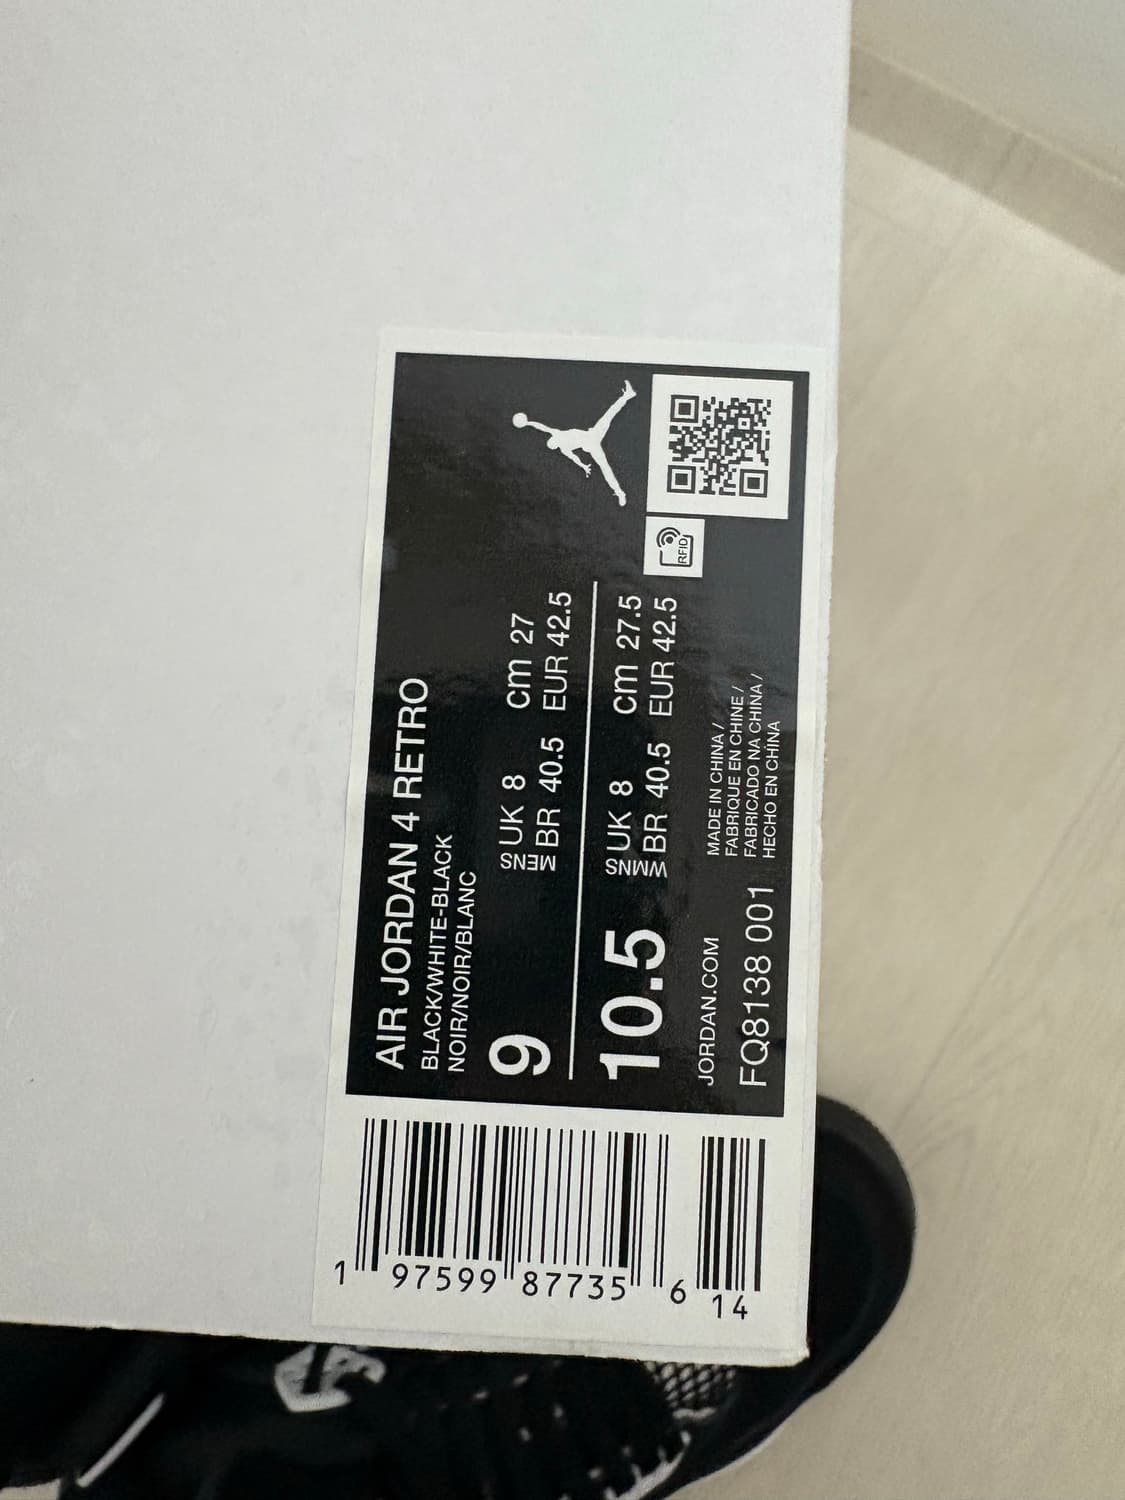 AIR JORDAN 4 RETRO
BLACK/WHITE-BLACK
NOIR/NOIR/BLANC
9 MENS UK 8 cm 27
BR 40.5 EUR 42.5
10.5 WMNS UK 8 cm 27.5
BR 40.5 EUR 42.5
RFID
JORDAN.COM
MADE IN CHINA /
FABRIQUE EN CHINE /
FABRICADO NA CHINA /
HECHO EN CHINA
FQ8138 001
1 97599 87735 6 14